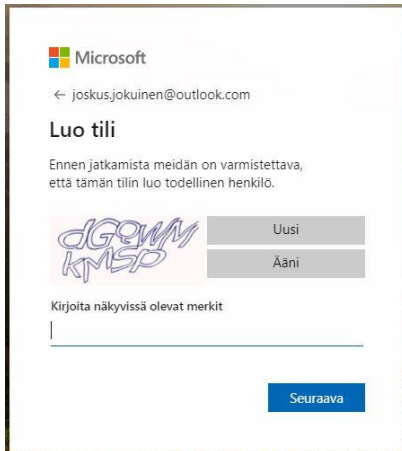 Microsoft
← joskus.jokuinen@outlook.com
Luo tili
Ennen jatkamista meidän on varmistettava,
että tämän tilin luo todellinen henkilö.
Uusi
Ääni
Kirjoita näkyvissä olevat merkit
Seuraava